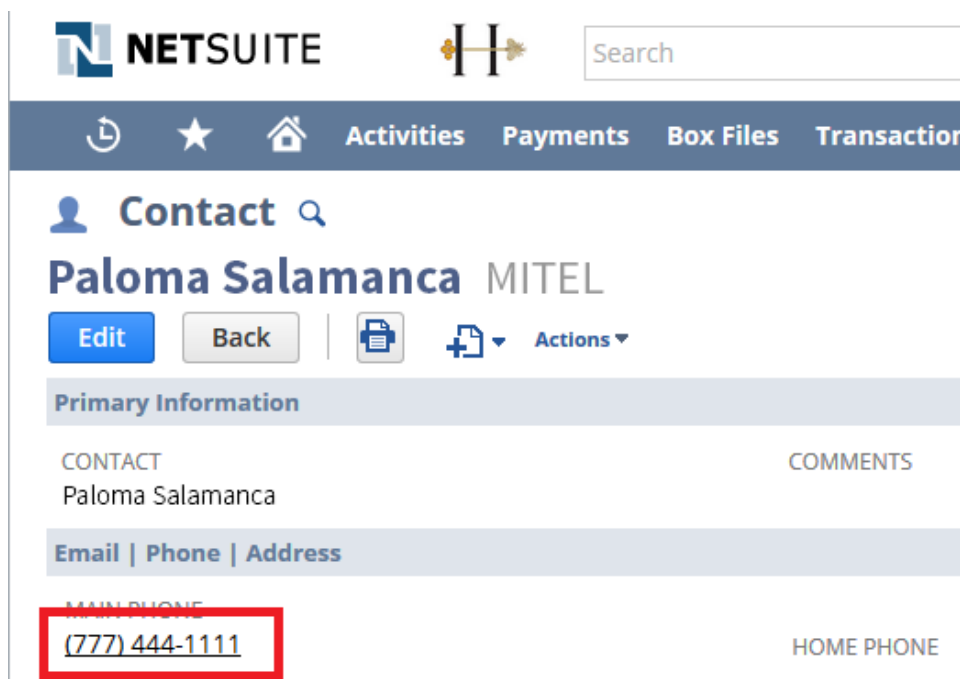 NETSUITE
Search
Activities Payments Box Files Transaction
Contact
Paloma Salamanca MITEL
Edit Back Actions
Primary Information
CONTACT COMMENTS
Paloma Salamanca
Email | Phone | Address
MAIN PHONE
(777) 444-1111 HOME PHONE